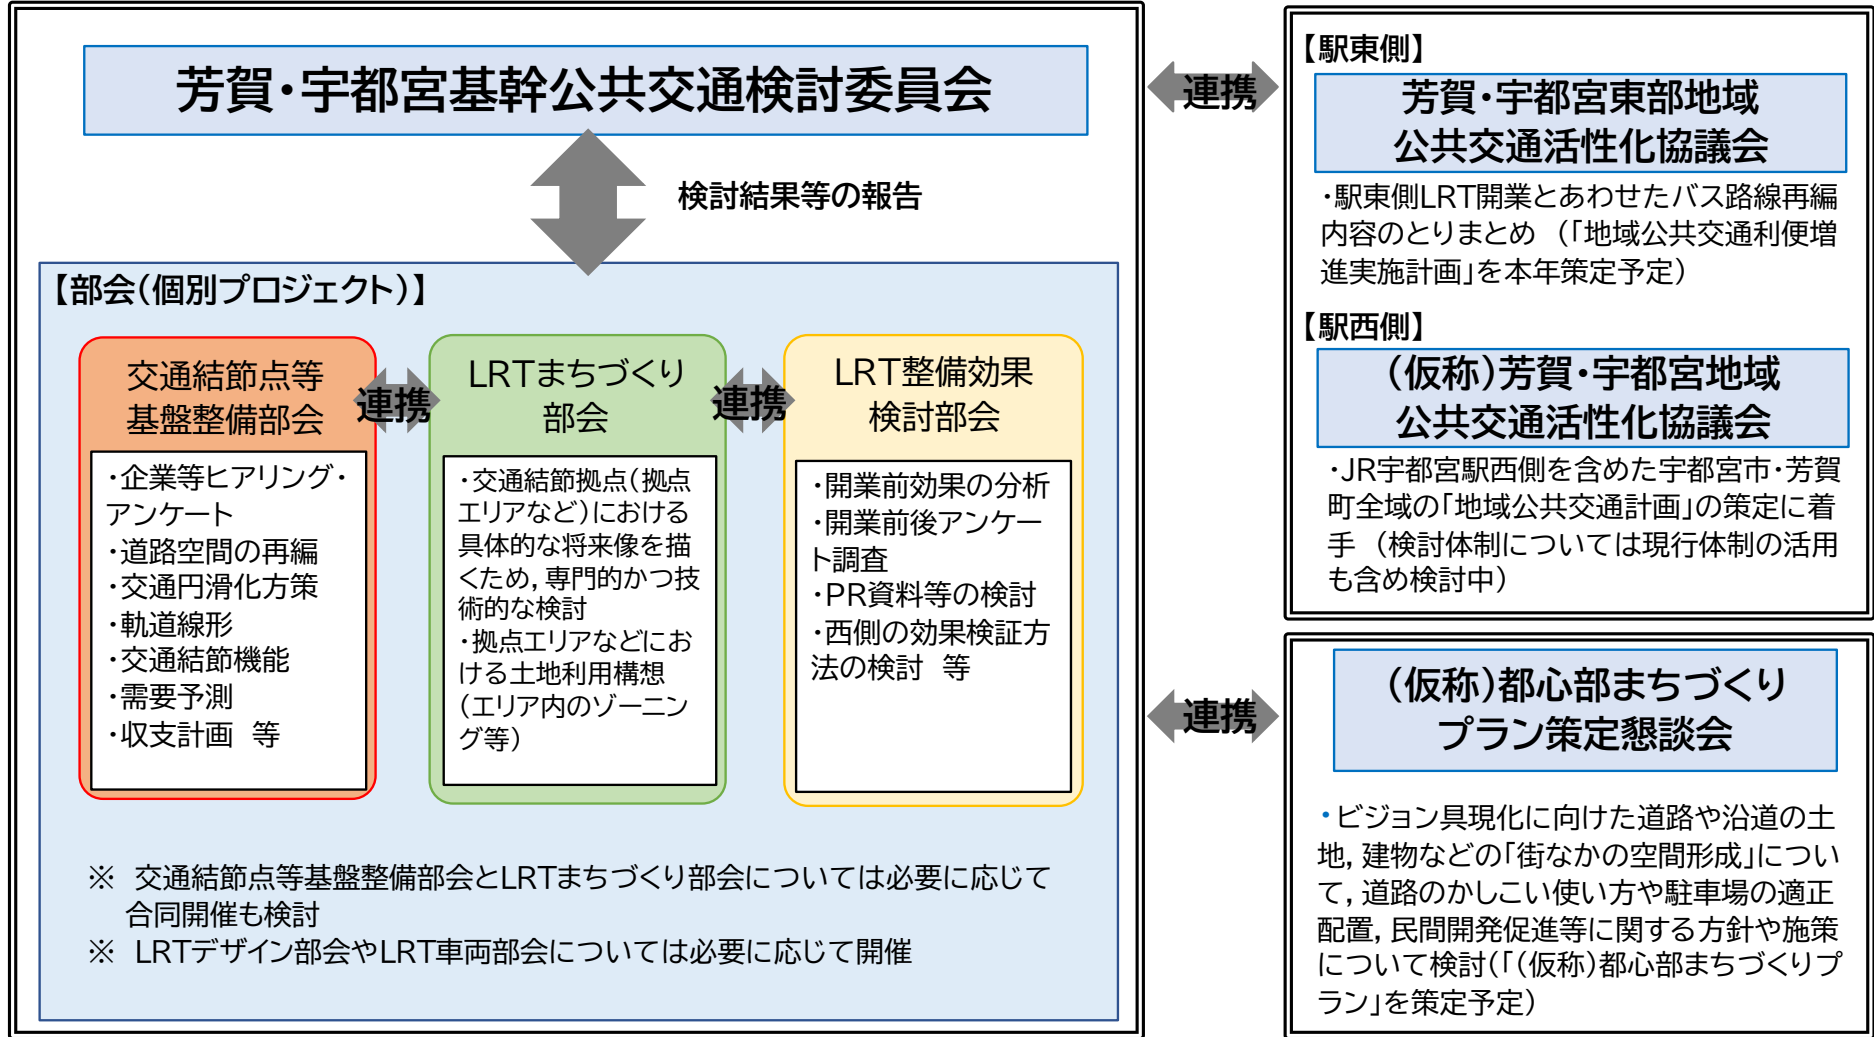 芳賀・宇都宮基幹公共交通検討委員会
検討結果等の報告
【部会(個別プロジェクト)】
交通結節点等
基盤整備部会
・企業等ヒアリング・
アンケート
・道路空間の再編
・交通円滑化方策
・軌道線形
・交通結節機能
・需要予測
・収支計画　等
連携
LRTまちづくり
部会
・交通結節拠点(拠点
エリアなど)における
具体的な将来像を描
くため,専門的かつ技
術的な検討
・拠点エリアなどにお
ける土地利用構想
(エリア内のゾーニン
グ等)
連携
LRT整備効果
検討部会
・開業前効果の分析
・開業前後アンケー
ト調査
・PR資料等の検討
・西側の効果検証方
法の検討　等
※　交通結節点等基盤整備部会とLRTまちづくり部会については必要に応じて
合同開催も検討
※　LRTデザイン部会やLRT車両部会については必要に応じて開催
連携
【駅東側】
芳賀・宇都宮東部地域
公共交通活性化協議会
・駅東側LRT開業とあわせたバス路線再編
内容のとりまとめ　(「地域公共交通利便増
進実施計画」を本年策定予定)
【駅西側】
(仮称)芳賀・宇都宮地域
公共交通活性化協議会
・JR宇都宮駅西側を含めた宇都宮市・芳賀
町全域の「地域公共交通計画」の策定に着
手　(検討体制については現行体制の活用
も含め検討中)
連携
(仮称)都心部まちづくり
プラン策定懇談会
・ビジョン具現化に向けた道路や沿道の土
地,建物などの「街なかの空間形成」につい
て,道路のかしこい使い方や駐車場の適正
配置,民間開発促進等に関する方針や施策
について検討(「(仮称)都心部まちづくりプ
ラン」を策定予定)